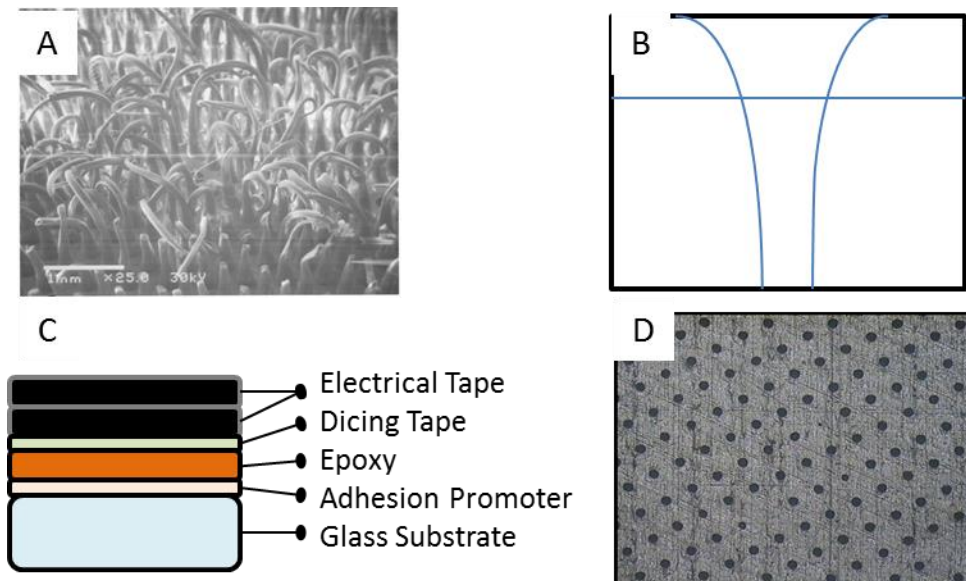 A
1mm ×25.0 30kV
B
C
Electrical Tape
Dicing Tape
Epoxy
Adhesion Promoter
Glass Substrate
D